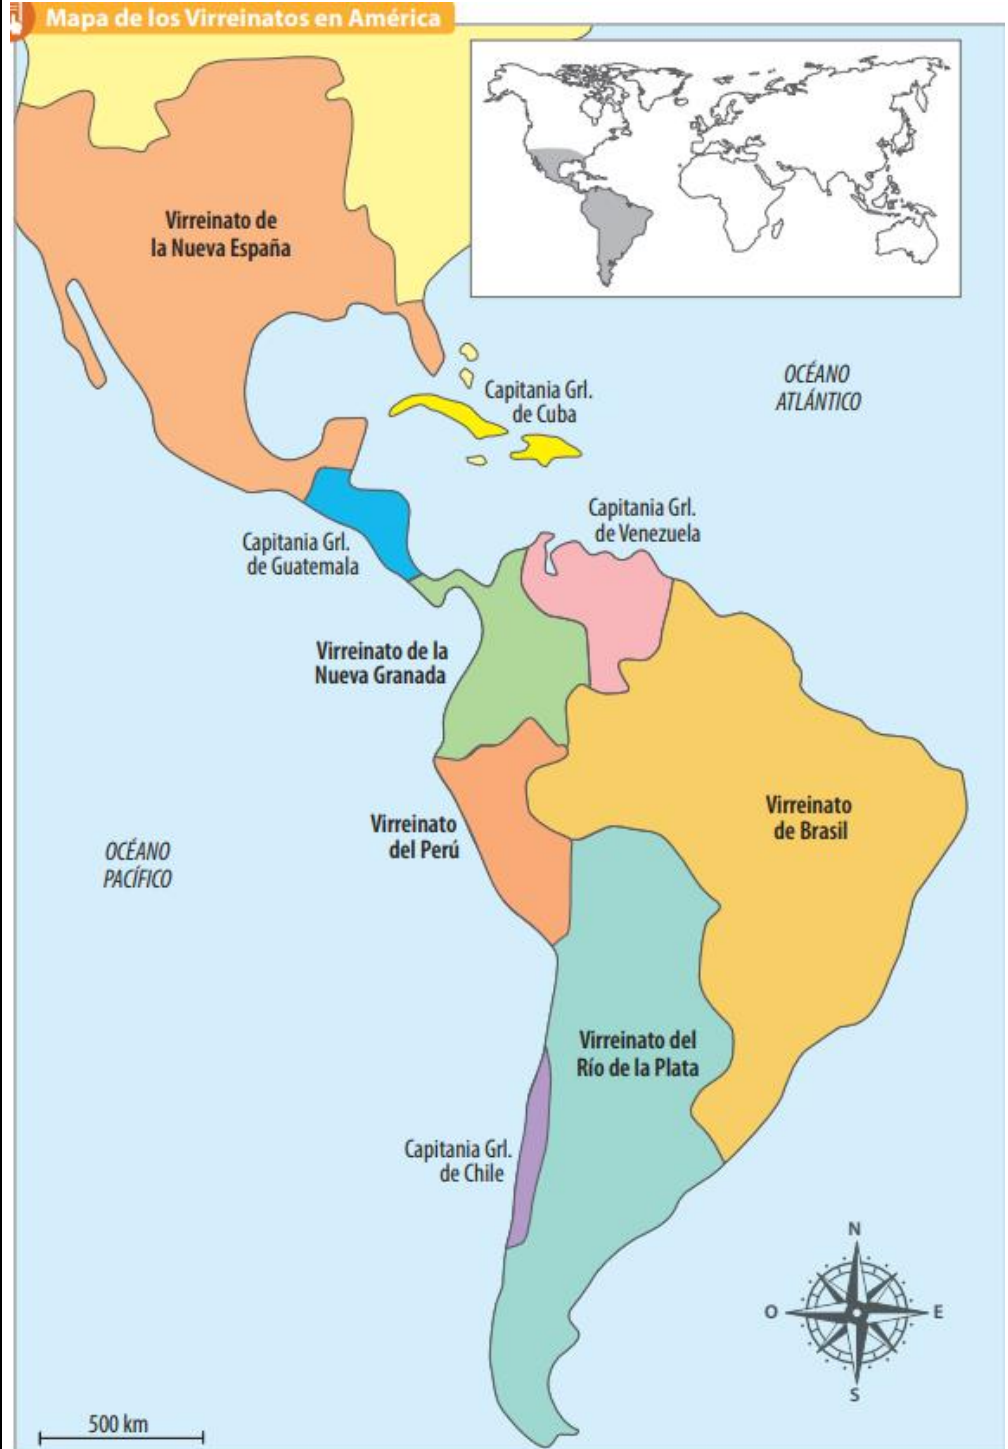 Mapa de los Virreinatos en América
Virreinato de
la Nueva España
OCÉANO
ATLÁNTICO
Capitania Grl.
de Cuba
Capitania Grl.
de Venezuela
Capitania Grl.
de Guatemala
Virreinato de la
Nueva Granada
Virreinato
de Brasil
Virreinato
del Perú
OCÉANO
PACÍFICO
Virreinato del
Río de la Plata
Capitania Grl.
de Chile
N
O
E
S
500 km